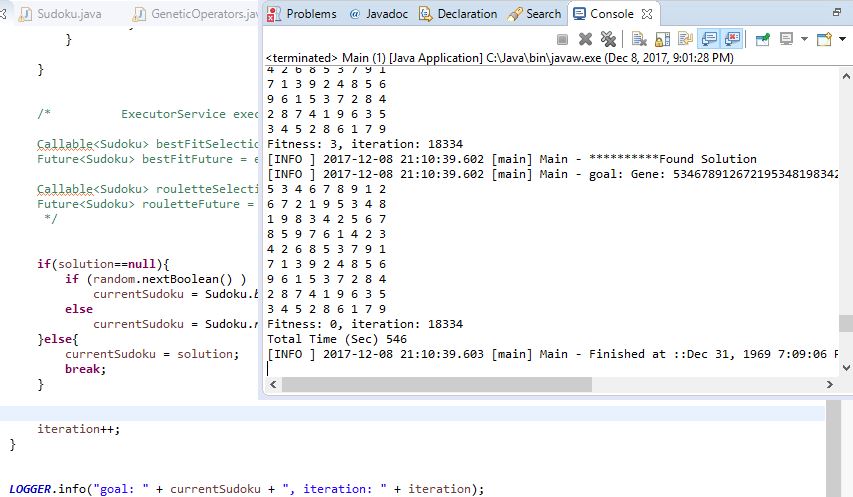 Sudoku.java GeneticOperators.jav
Problems @ Javadoc Declaration Search Console
<terminated> Main (1) [Java Application] C:\Java\bin\javaw.exe (Dec 8, 2017, 9:01:28 PM)
4 2 6 8 5 3 7 9 1
7 1 3 9 2 4 8 5 6
9 6 1 5 3 7 2 8 4
2 8 7 4 1 9 6 3 5
3 4 5 2 8 6 1 7 9
Fitness: 3, iteration: 18334
[INFO ] 2017-12-08 21:10:39.602 [main] Main - **********Found Solution
[INFO ] 2017-12-08 21:10:39.602 [main] Main - goal: Gene: 534678912672195348198342
5 3 4 6 7 8 9 1 2
6 7 2 1 9 5 3 4 8
1 9 8 3 4 2 5 6 7
8 5 9 7 6 1 4 2 3
4 2 6 8 5 3 7 9 1
7 1 3 9 2 4 8 5 6
9 6 1 5 3 7 2 8 4
2 8 7 4 1 9 6 3 5
3 4 5 2 8 6 1 7 9
Fitness: 0, iteration: 18334
Total Time (Sec) 546
[INFO ] 2017-12-08 21:10:39.603 [main] Main - Finished at ::Dec 31, 1969 7:09:06 P
}
}
/* ExecutorService exec
Callable<Sudoku> bestFitSelectio
Future<Sudoku> bestFitFuture = e
Callable<Sudoku> rouletteSelecti
Future<Sudoku> rouletteFuture =
*/
if(solution==null){
if (random.nextBoolean() )
currentSudoku = Sudoku.b
else
currentSudoku = Sudoku.r
}else{
currentSudoku = solution;
break;
}
iteration++;
}
LOGGER.info("goal: " + currentSudoku + ", iteration: " + iteration);